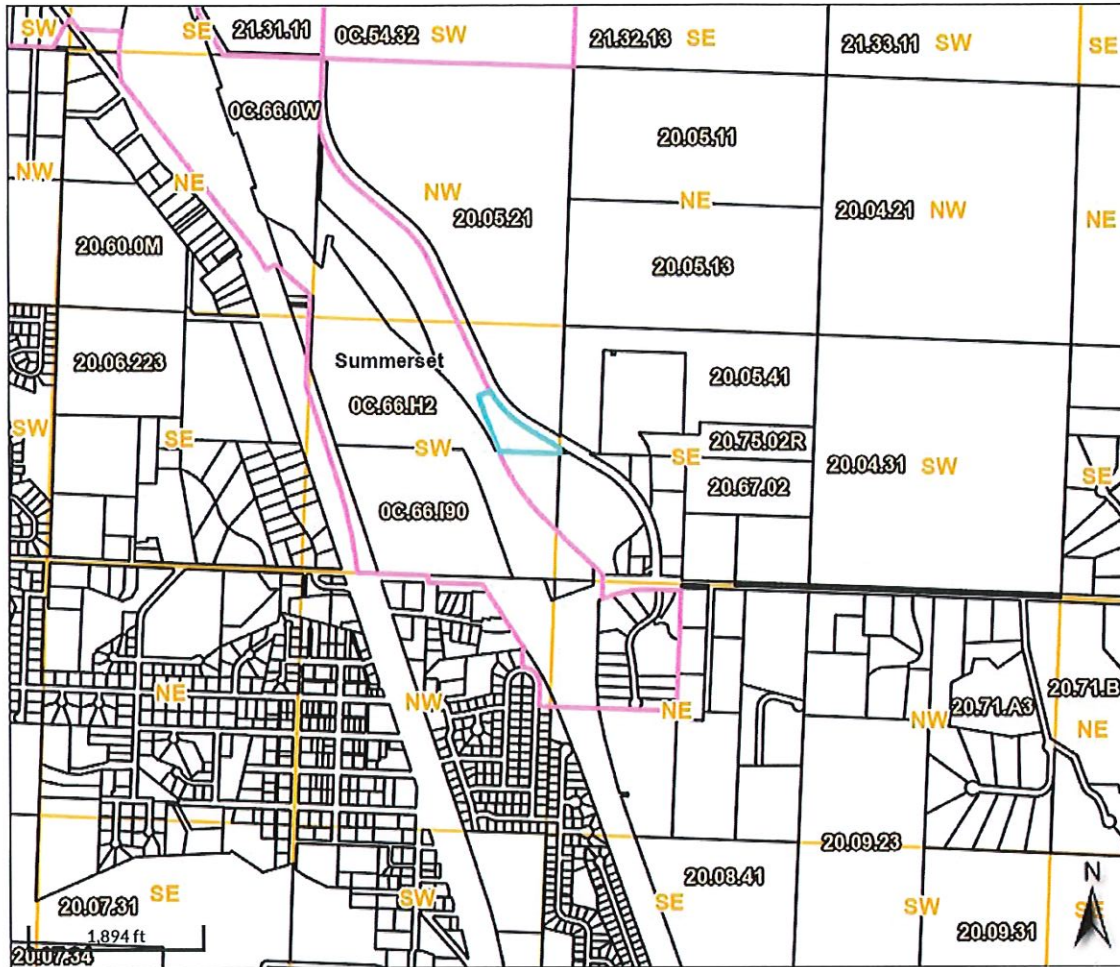 SW
SE
21.31.11
0C.54.32
SW
21.32.13
SE
21.33.11
SW
SE
0C.66.0W
20.05.11
NW
NE
NW
20.05.21
NE
20.04.21
NW
NE
20.60.0M
20.05.13
Summerset
20.06.223
20.05.41
0C.66.H2
SW
SE
SW
20.75.02R
SE
20.04.31
SW
SE
20.67.02
0C.66.I90
NE
NW
NE
20.71.A3
20.71.B
NW
NE
20.09.23
N
SE
SW
20.08.41
SE
SW
SE
20.07.31
20.09.31
1,894 ft
20.07.34